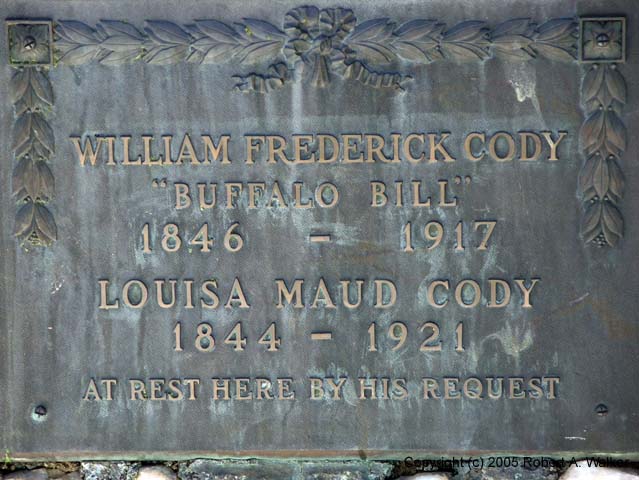 WILLIAM FREDERICK CODY
"BUFFALO BILL"
1846 – 1917
LOUISA MAUD CODY
1844 – 1921
AT REST HERE BY HIS REQUEST
Copyright (c) 2005 Robert A. Walker